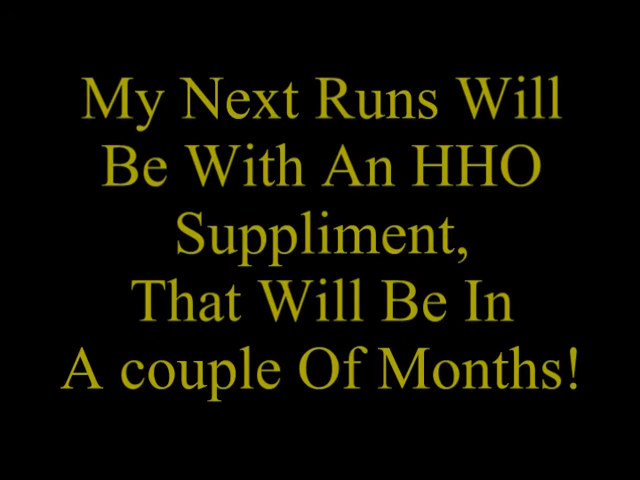 My Next Runs Will
Be With An HHO
Suppliment,
That Will Be In
A couple Of Months!